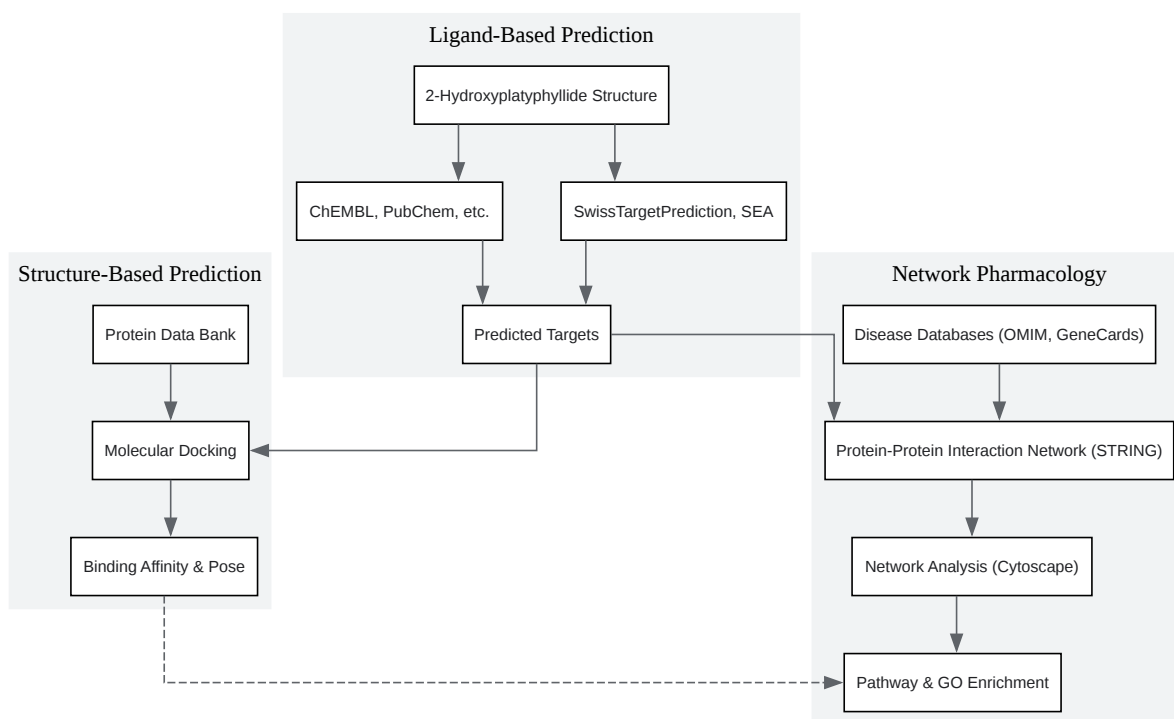 Ligand-Based Prediction
2-Hydroxyplatyphyllide Structure
ChEMBL, PubChem, etc.
SwissTargetPrediction, SEA
Predicted Targets
Structure-Based Prediction
Protein Data Bank
Molecular Docking
Binding Affinity & Pose
Network Pharmacology
Disease Databases (OMIM, GeneCards)
Protein-Protein Interaction Network (STRING)
Network Analysis (Cytoscape)
Pathway & GO Enrichment